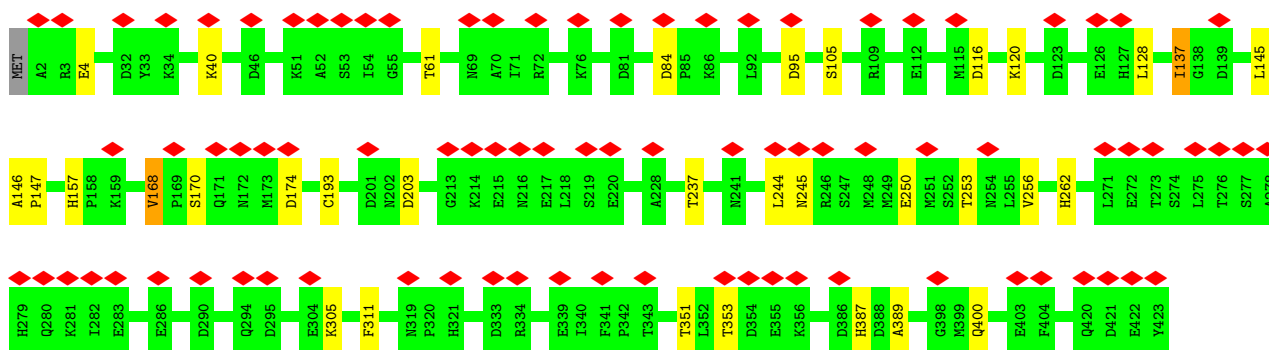 MET A2 R3 E4 D32 Y33 K34 K40 D46 K51 A52 S53 I54 G55 T61 N69 A70 I71 R72 K76 D81 D84 P85 K86 L92 D95 S105 R109 E112 M115 D116 K120 D123 E126 H127 L128 I137 G138 D139 L145
A146 P147 H157 P158 K159 V168 P169 S170 Q171 N172 M173 D174 C193 D201 N202 D203 G213 K214 E215 N216 E217 L218 S219 E220 A228 T237 N241 L244 N245 R246 S247 M248 M249 E250 M251 S252 T253 N254 L255 V256 H262 L271 E272 T273 S274 L275 T276 S277
H279 Q280 K281 I282 E283 E286 D290 Q294 D295 E304 K305 F311 N319 P320 H321 D333 R334 E339 I340 F341 P342 T343 T351 L352 T353 D354 E355 K356 D386 H387 D388 A389 G398 M399 Q400 E403 F404 Q420 D421 E422 Y423